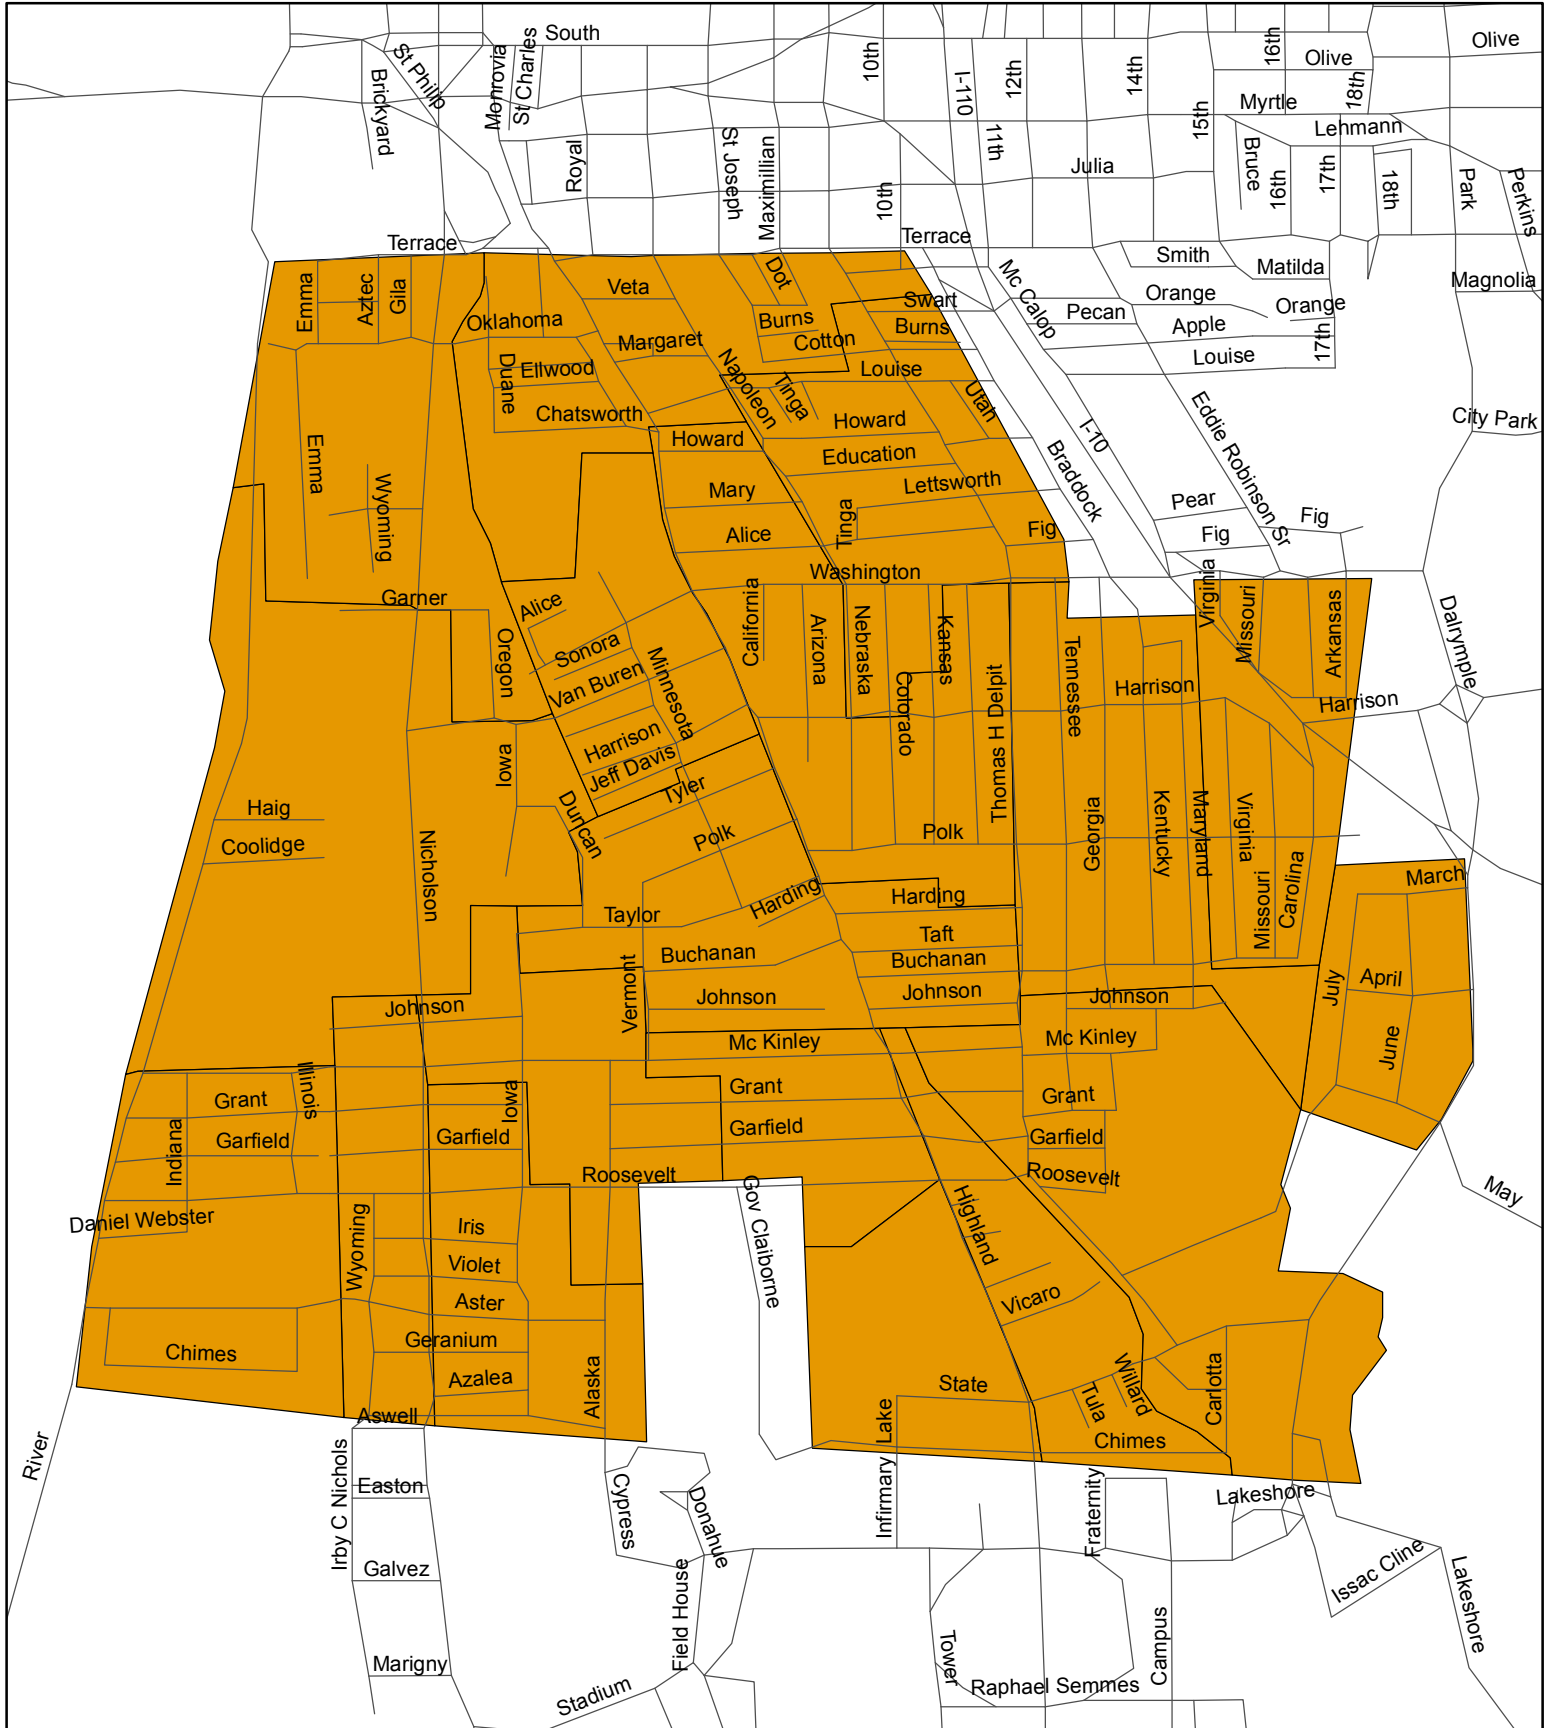 South
Olive
Olive
St Philip
Brickyard
Monrovia
St Charles
10th
I-110
12th
14th
15th
16th
18th
Myrtle
Lehmann
Royal
St Joseph
Maximillian
10th
11th
Julia
Bruce
16th
17th
18th
Park
Perkins
Terrace
Terrace
Smith
Matilda
Magnolia
Emma
Aztec
Gila
Veta
Dot
Swart
Mc Calop
Orange
Orange
Oklahoma
Margaret
Burns
Burns
Cotton
Pecan
Apple
17th
Louise
Louise
Duane
Ellwood
Napoleon
Tinga
Utah
Chatsworth
Howard
Howard
I-10
Eddie Robinson Sr
City Park
Emma
Wyoming
Education
Mary
Lettsworth
Braddock
Tinga
Alice
Fig
Pear
Fig
Fig
Washington
Garner
Alice
California
Arizona
Nebraska
Kansas
Virginia
Missouri
Arkansas
Dalrymple
Oregon
Sonora
Van Buren
Minnesota
Colorado
Thomas H Delpit
Tennessee
Harrison
Harrison
Iowa
Harrison
Jeff Davis
Tyler
Haig
Coolidge
Duncan
Polk
Polk
Nicholson
Georgia
Kentucky
Maryland
Virginia
Missouri
Carolina
March
Harding
Harding
Taylor
Taft
Buchanan
Buchanan
Vermont
July
April
Johnson
Johnson
Johnson
Johnson
Mc Kinley
Mc Kinley
June
Illinois
Grant
Iowa
Grant
Grant
Garfield
Garfield
Garfield
Garfield
Indiana
Roosevelt
Roosevelt
Daniel Webster
Iris
Wyoming
Gov Claiborne
Highland
May
Violet
Aster
Vicaro
Chimes
Geranium
Azalea
Alaska
State
Tula
Willard
Carlotta
Aswell
Infirmary
Lake
Chimes
River
Irby C Nichols
Easton
Cypress
Donahue
Fraternity
Lakeshore
Galvez
Field House
Issac Cline
Lakeshore
Marigny
Stadium
Tower
Raphael Semmes
Campus